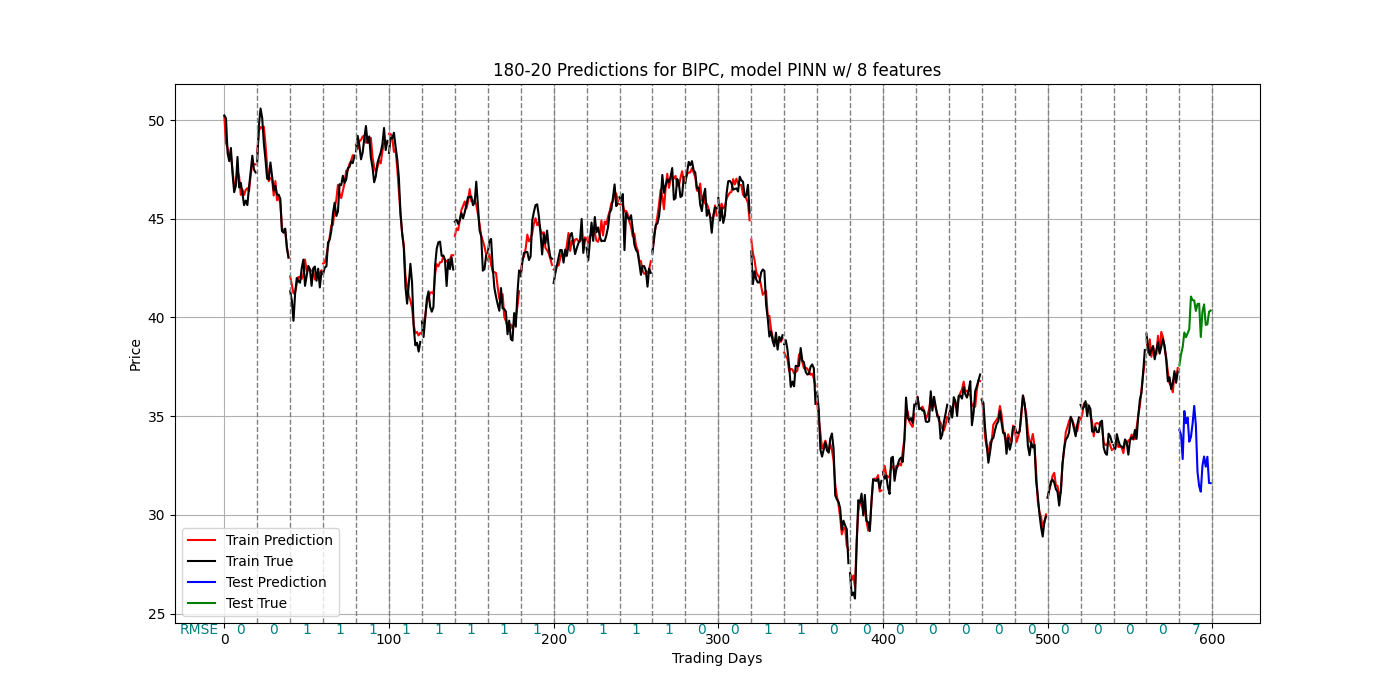 180-20 Predictions for BIPC, model PINN w/ 8 features
Price
50
45
40
35
30
25
Train Prediction
Train True
Test Prediction
Test True
RMSE 0 0 1 1 1 1 1 1 1 1 0 1 1 1 0 0 1 1 0 0 0 0 0 0 0 0 0 0 0 7
0 100 200 300 400 500 600
Trading Days